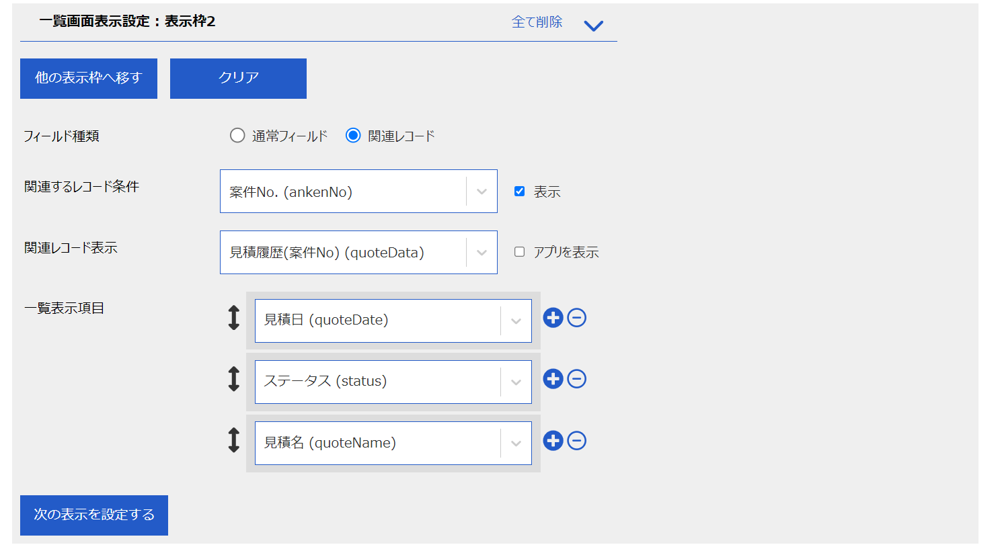 一覧画面表示設定：表示枠2
全て削除
他の表示枠へ移す
クリア
フィールド種類
通常フィールド
関連レコード
関連するレコード条件
案件No. (ankenNo)
表示
関連レコード表示
見積履歴(案件No) (quoteData)
アプリを表示
一覧表示項目
見積日 (quoteDate)
ステータス (status)
見積名 (quoteName)
次の表示を設定する